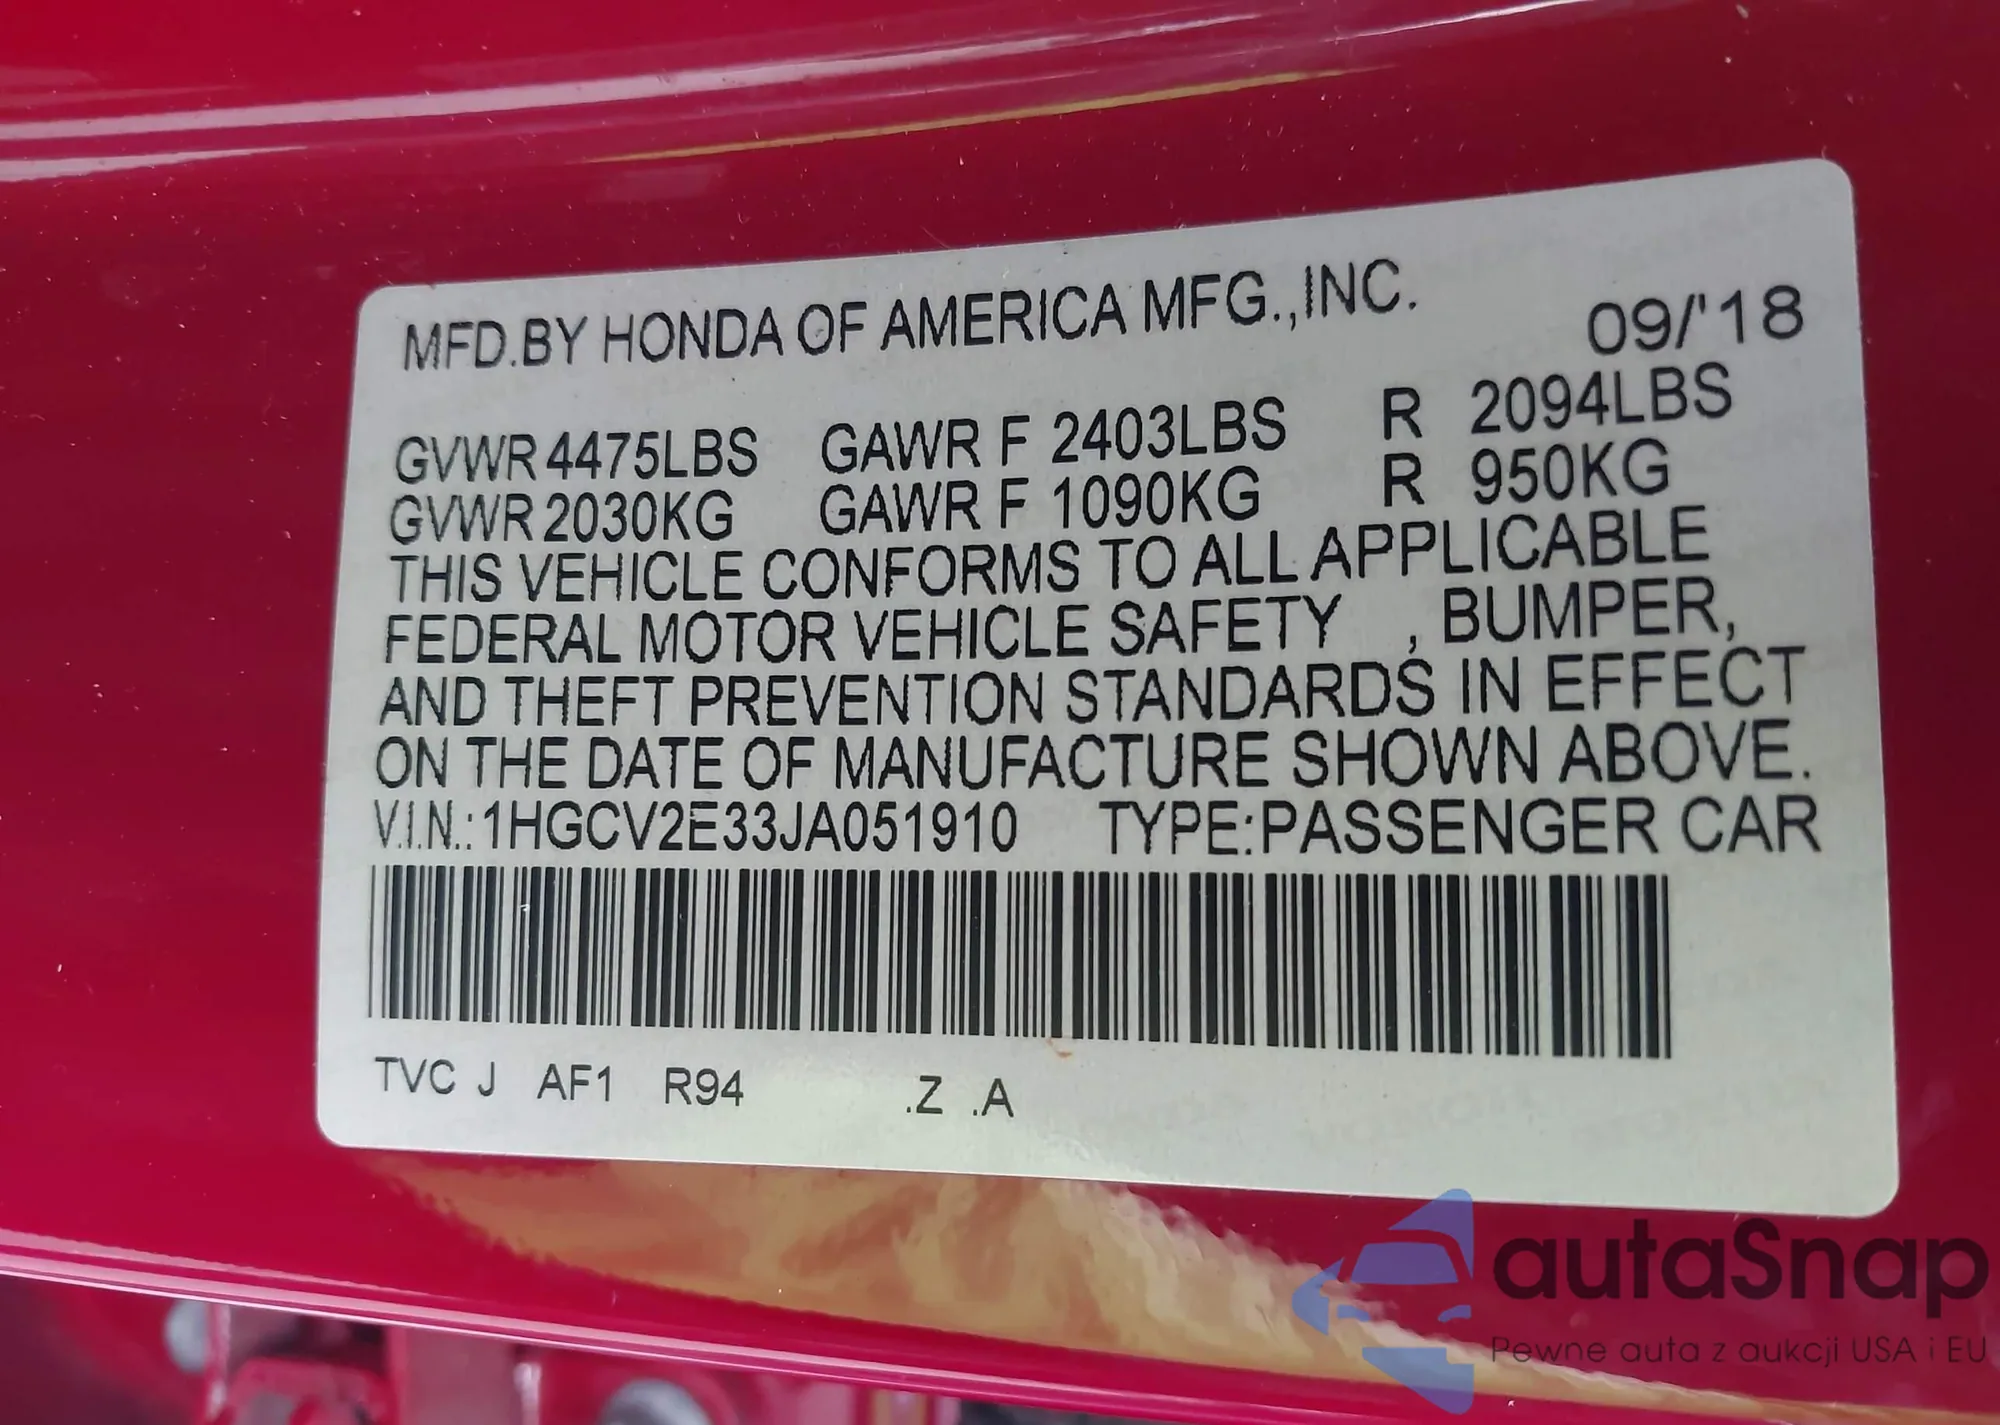 MFD.BY HONDA OF AMERICA MFG.,INC. 09/'18
GVWR 4475LBS GAWR F 2403LBS R 2094LBS
GVWR 2030KG GAWR F 1090KG R 950KG
THIS VEHICLE CONFORMS TO ALL APPLICABLE
FEDERAL MOTOR VEHICLE SAFETY , BUMPER,
AND THEFT PREVENTION STANDARDS IN EFFECT
ON THE DATE OF MANUFACTURE SHOWN ABOVE.
V.I.N.:1HGCV2E33JA051910 TYPE:PASSENGER CAR
TVC J AF1 R94 .Z .A
autaSnap
Pewne auta z aukcji USA i EU